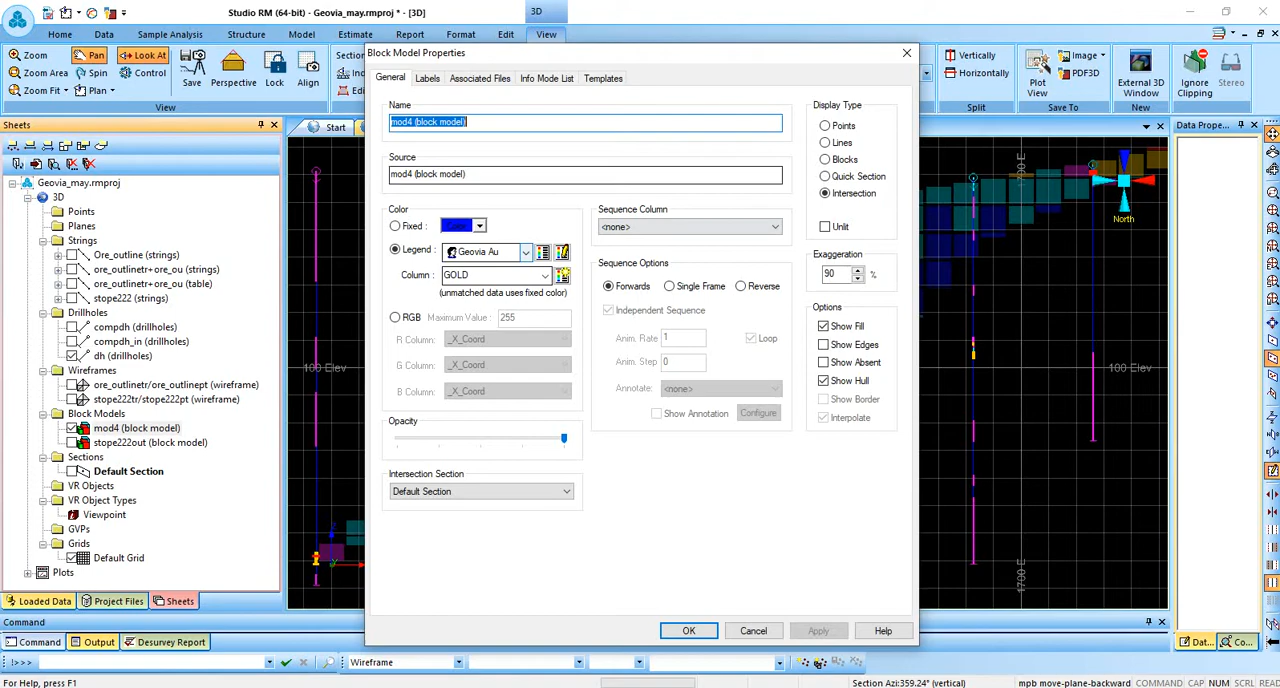 Studio RM (64-bit) - Geovia_may.rmproj * - [3D]
3D
Home Data Sample Analysis Structure Model Estimate Report Format Edit View
Zoom Pan Look At
Zoom Area Spin Control
Zoom Fit Plan
Save Perspective Lock Align
View
Section
Vertically
Horizontally
Split
Plot View
Image
PDF3D
Save To
External 3D Window
New
Ignore Clipping
Stereo
Sheets
Start
Data Prope...
Geovia_may.rmproj
3D
Points
Planes
Strings
Ore_outline (strings)
ore_outinetr+ore_ou (strings)
ore_outinetr+ore_ou (table)
stope222 (strings)
Drillholes
compdh (drillholes)
compdh_in (drillholes)
dh (drillholes)
Wireframes
ore_outlinetr/ore_outlinept (wireframe)
stope222tr/stope222pt (wireframe)
Block Models
mod4 (block model)
stope222out (block model)
Sections
Default Section
VR Objects
VR Object Types
Viewpoint
GVPs
Grids
Default Grid
Plots
Loaded Data Project Files Sheets
Block Model Properties
General Labels Associated Files Info Mode List Templates
Name
mod4 (block model)
Source
mod4 (block model)
Color
Fixed :
Legend : Geovia Au
Column : GOLD
(unmatched data uses fixed color)
RGB Maximum Value : 255
R Column: _X_Coord
G Column: _X_Coord
B Column: _X_Coord
Opacity
Intersection Section
Default Section
Sequence Column
<none>
Sequence Options
Forwards Single Frame Reverse
Independent Sequence
Anim. Rate 1 Loop
Anim. Step 0
Annotate: <none>
Show Annotation Configure
Display Type
Points
Lines
Blocks
Quick Section
Intersection
Unlit
Exaggeration
90 %
Options
Show Fill
Show Edges
Show Absent
Show Hull
Show Border
Interpolate
OK Cancel Apply Help
100 Elev
100 Elev
1700 E
1700 E
North
Command
Command Output Desurvey Report
Dat... Co...
!>>> Wireframe
For Help, press F1
Section Azi:359.24° (vertical) mpb move-plane-backward COMMAND CAP NUM SCRL READ